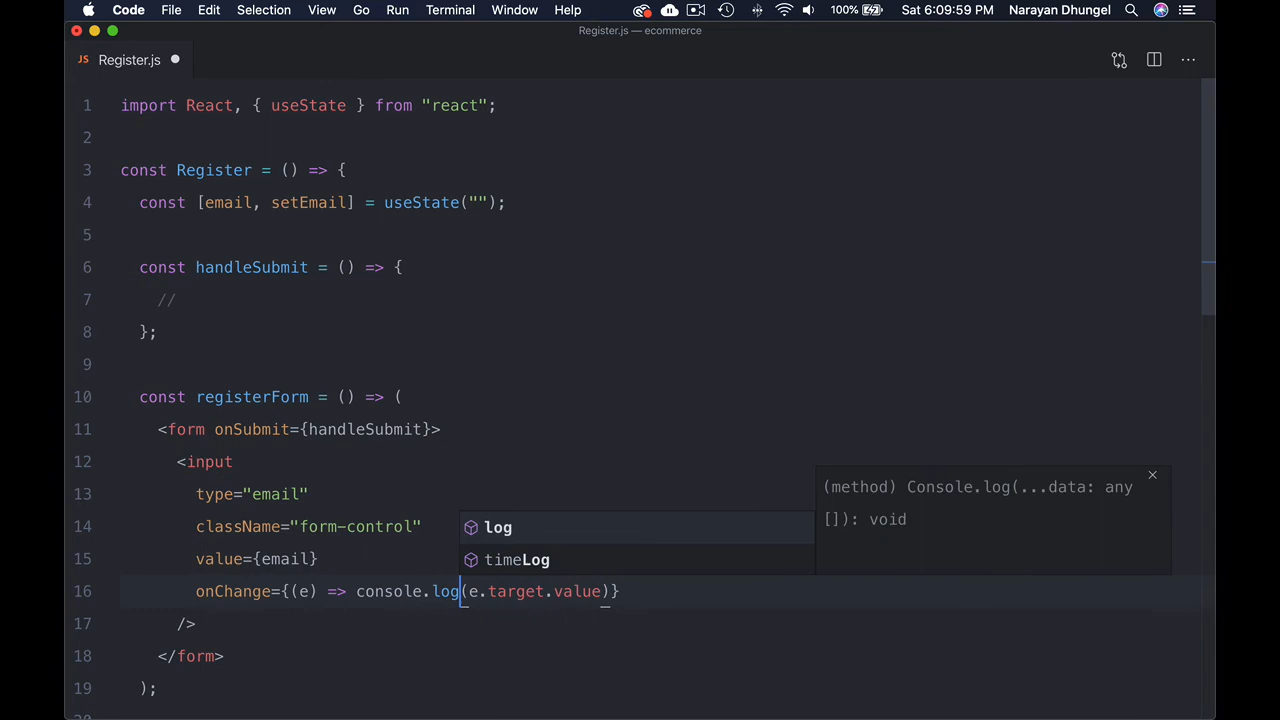 Code File Edit Selection View Go Run Terminal Window Help 100% Sat 6:09:59 PM Narayan Dhungel
Register.js — ecommerce
JS Register.js
1 import React, { useState } from "react";
2
3 const Register = () => {
4 const [email, setEmail] = useState("");
5
6 const handleSubmit = () => {
7 //
8 };
9
10 const registerForm = () => (
11 <form onSubmit={handleSubmit}>
12 <input
13 type="email"
14 className="form-control"
15 value={email}
16 onChange={(e) => console.log(e.target.value)}
17 />
18 </form>
19 );
log
timeLog
(method) Console.log(...data: any
[]): void